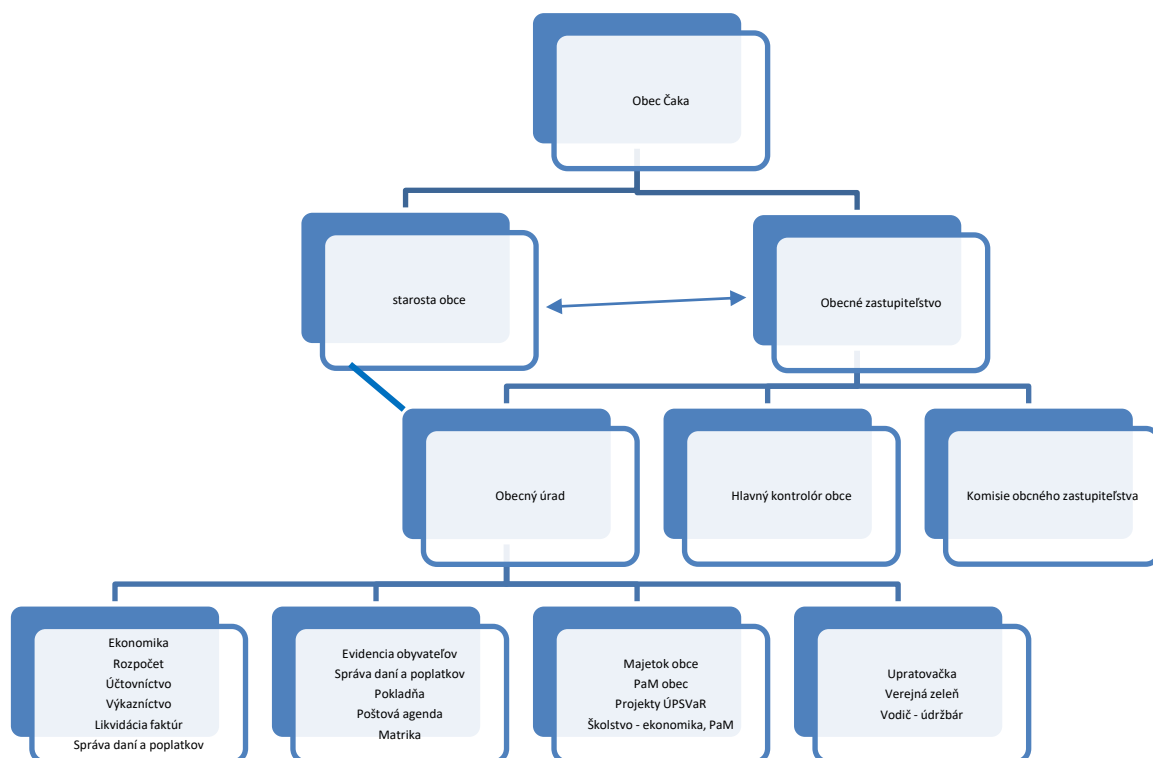 Obec Čaka
starosta obce
Obecné zastupiteľstvo
Obecný úrad
Hlavný kontrolór obce
Komisie obcného zastupiteľstva
Ekonomika
Rozpočet
Účtovníctvo
Výkazníctvo
Likvidácia faktúr
Správa daní a poplatkov
Evidencia obyvateľov
Správa daní a poplatkov
Pokladňa
Poštová agenda
Matrika
Majetok obce
PaM obec
Projekty ÚPSVaR
Školstvo - ekonomika, PaM
Upratovačka
Verejná zeleň
Vodič - údržbár